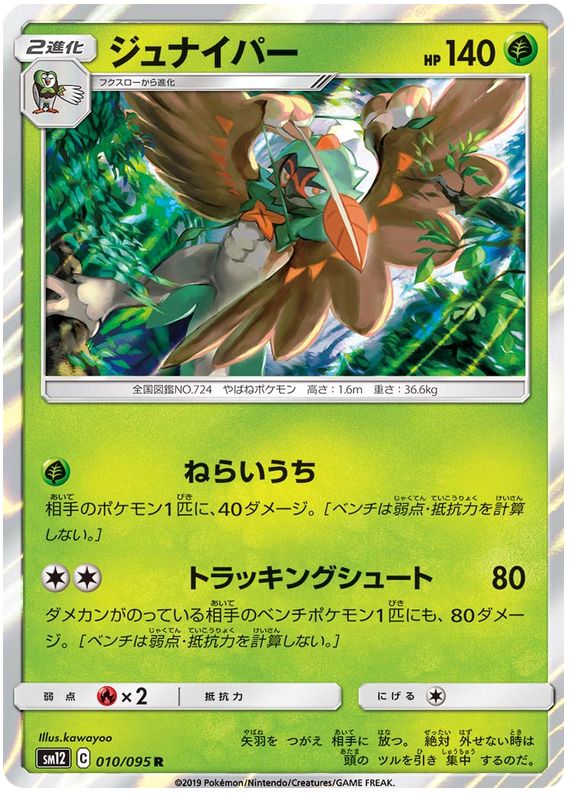 2進化 ジュナイパー HP 140
フクスローから進化
全国図鑑NO.724 やばねポケモン 高さ：1.6m 重さ：36.6kg
ねらいうち
相手のポケモン1匹に、40ダメージ。[ベンチは弱点・抵抗力を計算
しない。]
トラッキングシュート 80
ダメカンがのっている相手のベンチポケモン1匹にも、80ダメー
ジ。[ベンチは弱点・抵抗力を計算しない。]
弱点 ×2 抵抗力 にげる
Illus.kawayoo
矢羽を つがえ 相手に 放つ。 絶対 外せない時は
頭の ツルを引き 集中 するのだ。
SM12 C 010/095 R
©2019 Pokémon/Nintendo/Creatures/GAME FREAK.